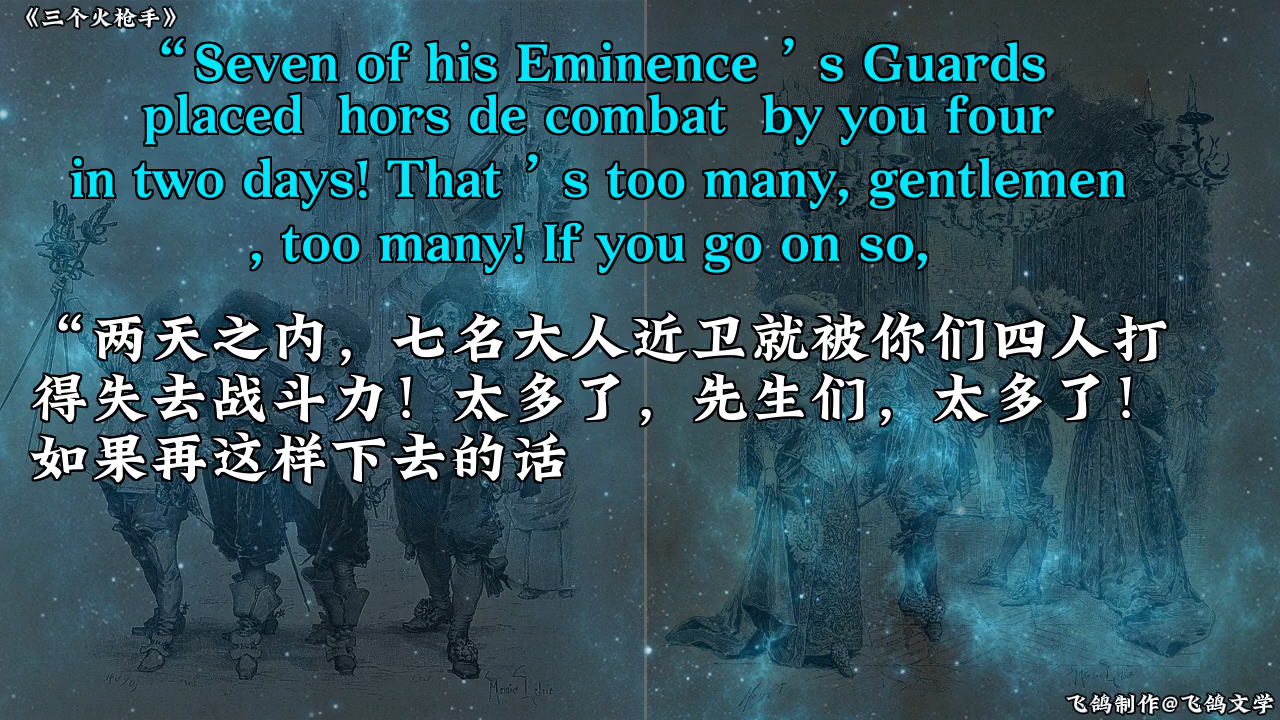 《三个火枪手》
“Seven of his Eminence ’ s Guards
placed hors de combat by you four
in two days! That ’ s too many, gentlemen
, too many! If you go on so,
“两天之内，七名大人近卫就被你们四人打
得失去战斗力！太多了，先生们，太多了！
如果再这样下去的话
飞鸽制作@飞鸽文学